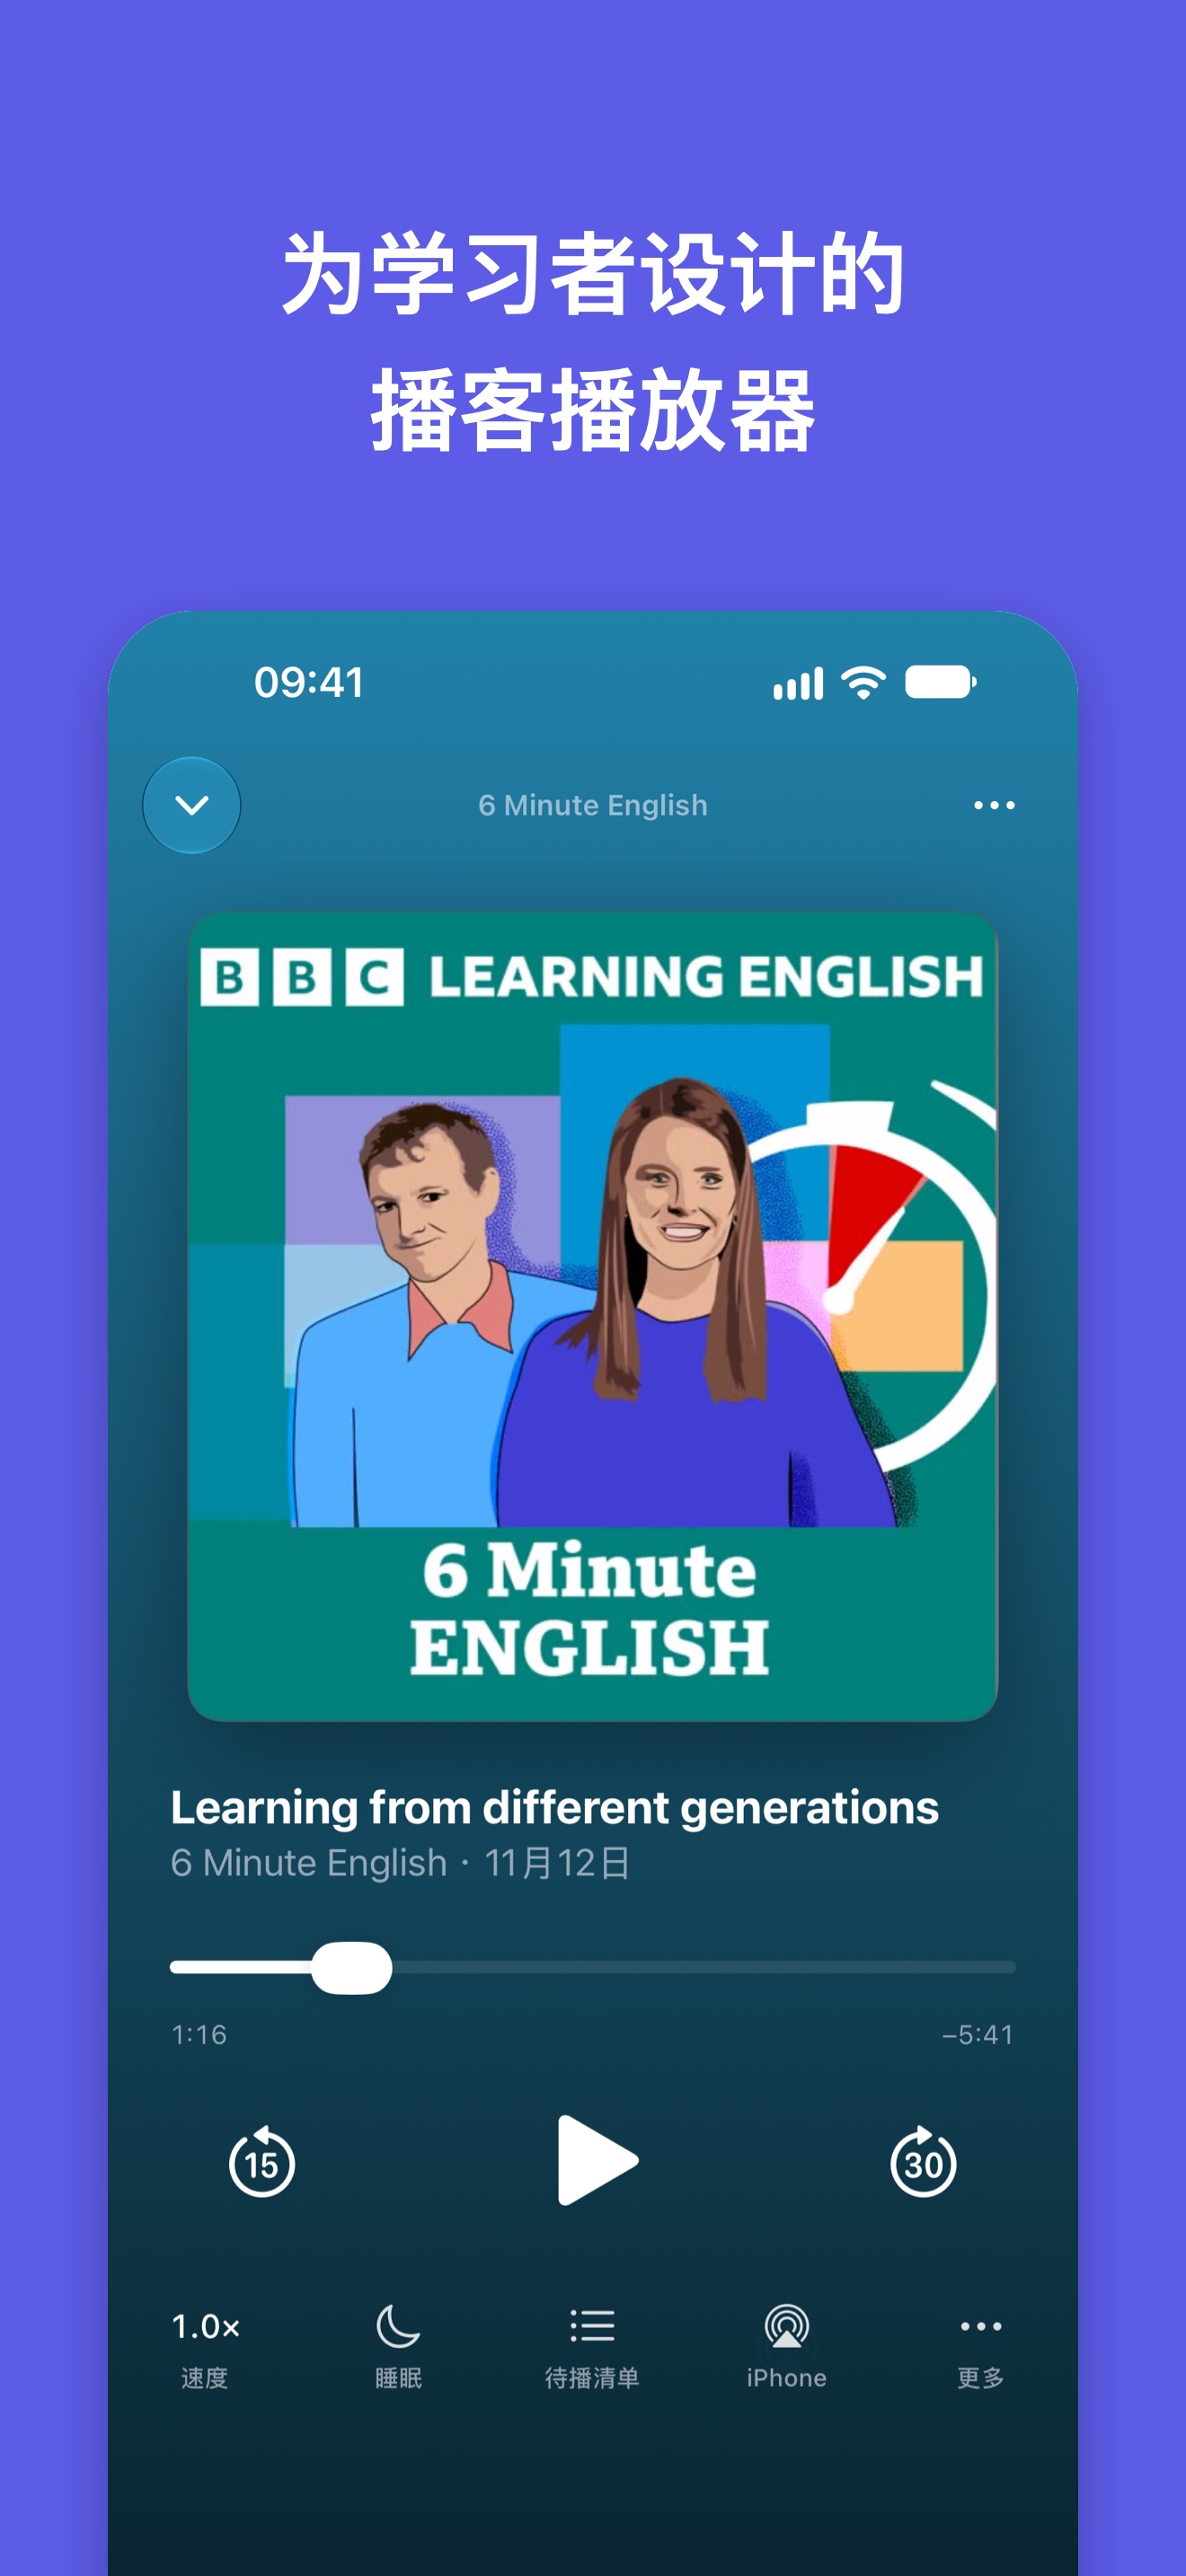 为学习者设计的
播客播放器
09:41
6 Minute English
BBC LEARNING ENGLISH
6 Minute
ENGLISH
Learning from different generations
6 Minute English · 11月12日
1:16 –5:41
15 30
1.0× 
速度 睡眠 待播清单 iPhone 更多